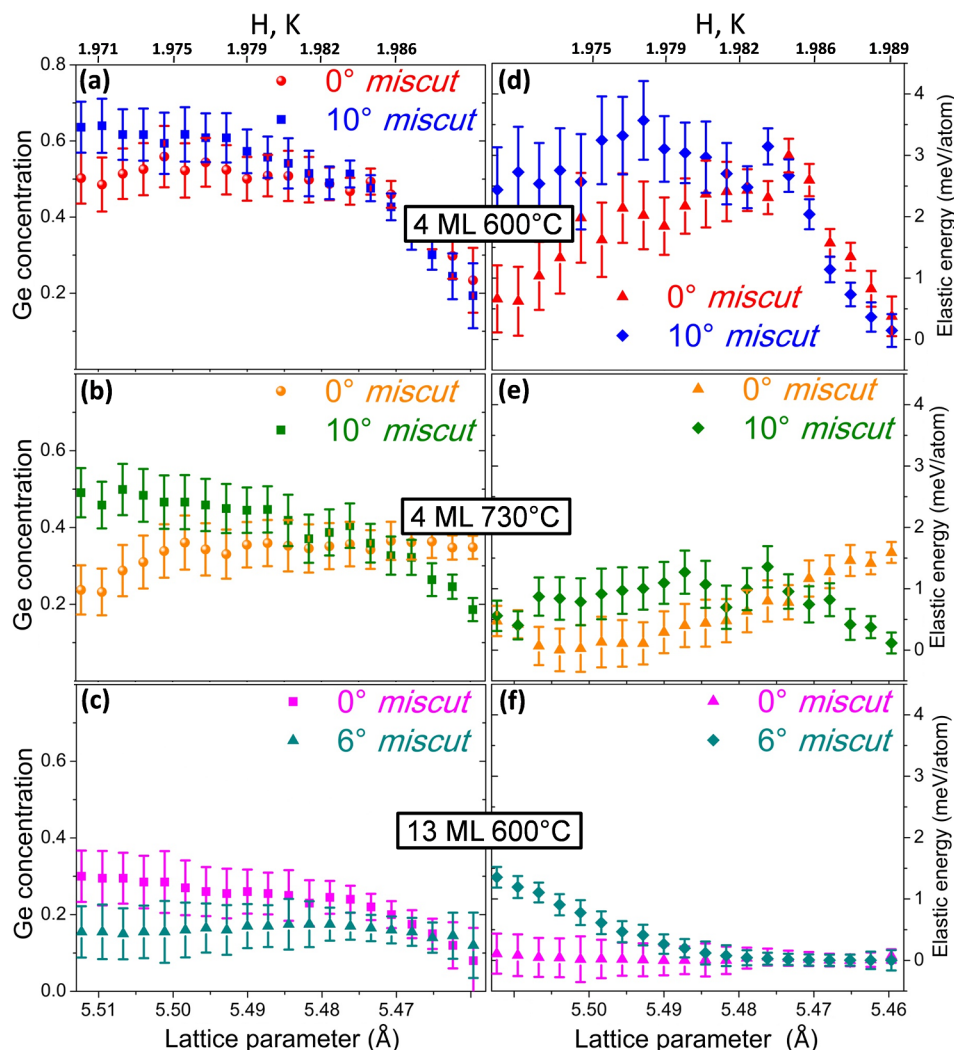 H, K
H, K
1.971 1.975 1.979 1.982 1.986
1.975 1.979 1.982 1.986 1.989
0.8
(a)
0° miscut
10° miscut
0.6
0.4
0.2
Ge concentration
(d)
0° miscut
10° miscut
4
3
2
1
0
Elastic energy (meV/atom)
4 ML 600°C
(b)
0° miscut
10° miscut
0.6
0.4
0.2
Ge concentration
(e)
0° miscut
10° miscut
4
3
2
1
0
Elastic energy (meV/atom)
4 ML 730°C
(c)
0° miscut
6° miscut
0.6
0.4
0.2
0.0
Ge concentration
(f)
0° miscut
6° miscut
4
3
2
1
0
Elastic energy (meV/atom)
13 ML 600°C
5.51 5.50 5.49 5.48 5.47
5.50 5.49 5.48 5.47 5.46
Lattice parameter (Å)
Lattice parameter (Å)